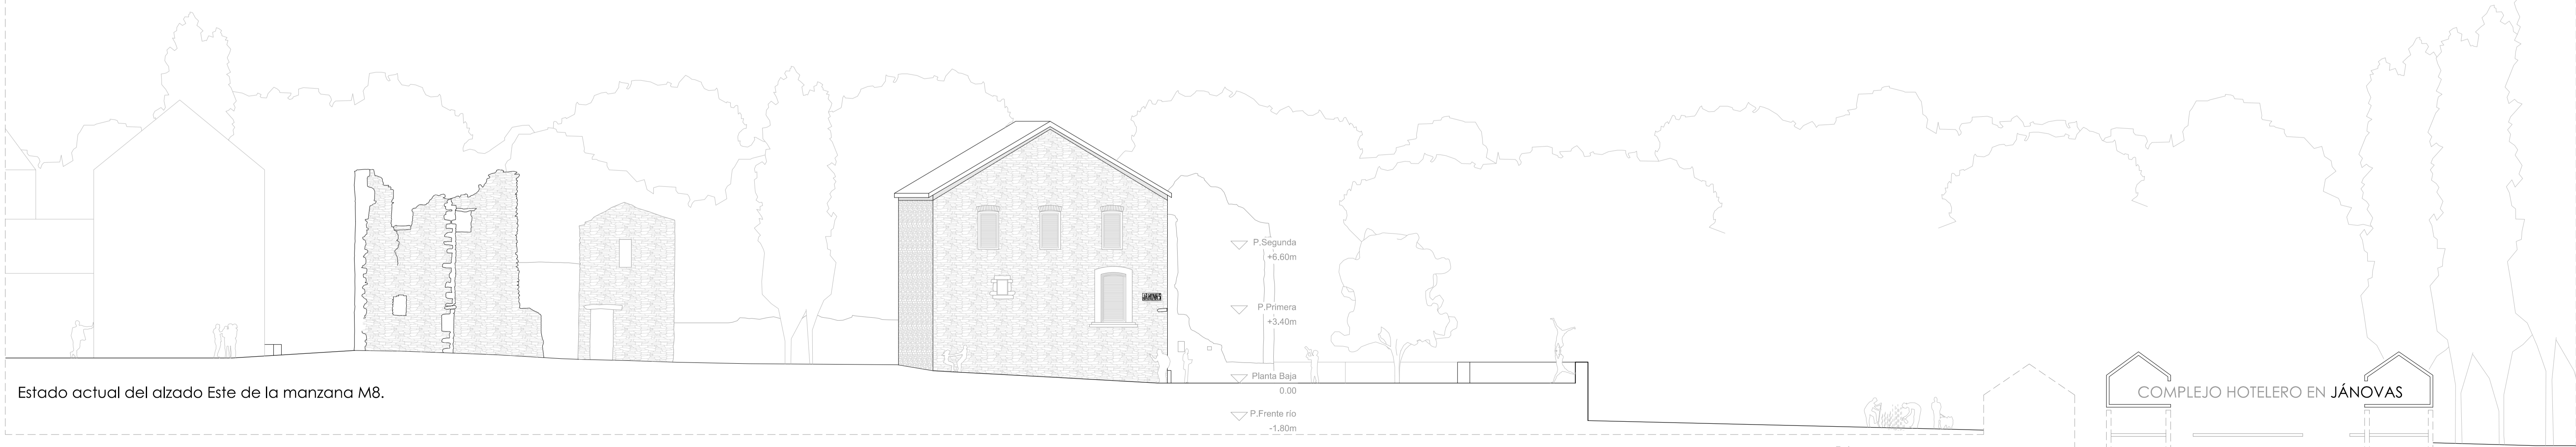 P.Segunda
+6,60m
JÁNOVAS
P.Primera
+3,40m
Planta Baja
0.00
Estado actual del alzado Este de la manzana M8.
COMPLEJO HOTELERO EN JÁNOVAS
P.Frente río
-1,80m